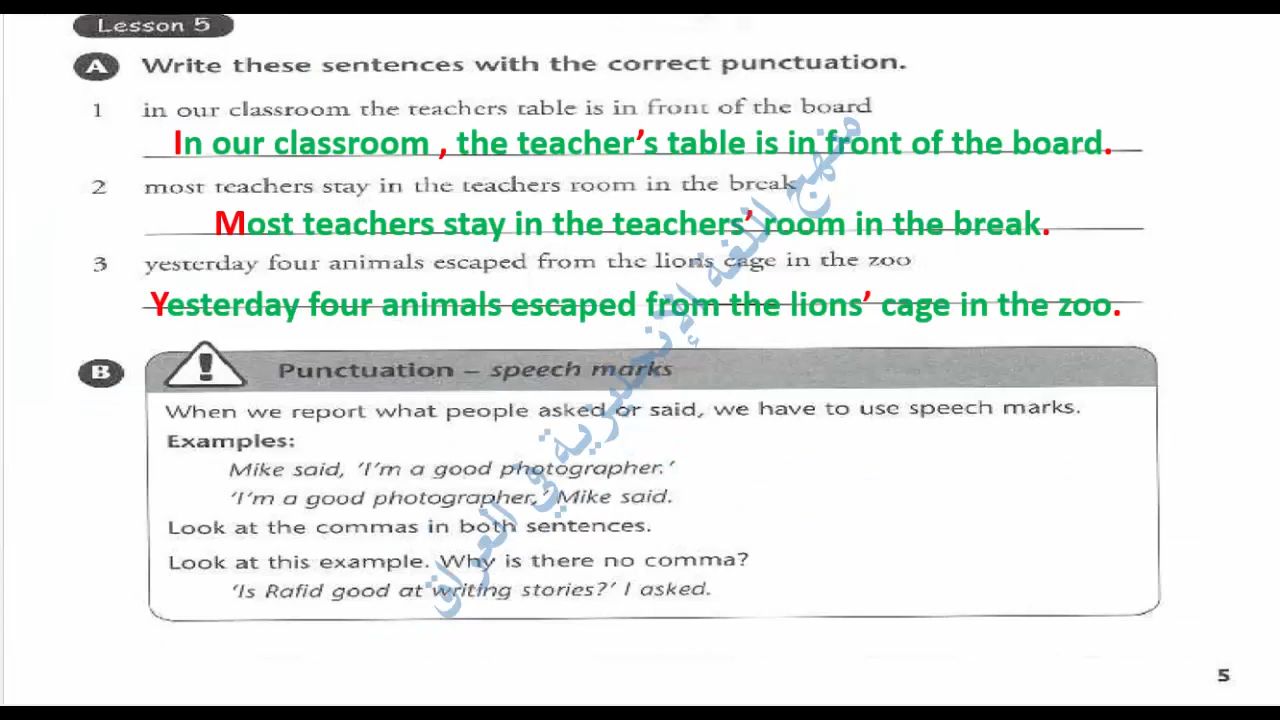 Lesson 5
A Write these sentences with the correct punctuation.
1 in our classroom the teachers table is in front of the board
In our classroom , the teacher’s table is in front of the board.
2 most teachers stay in the teachers room in the break
Most teachers stay in the teachers’ room in the break.
3 yesterday four animals escaped from the lions cage in the zoo
Yesterday four animals escaped from the lions’ cage in the zoo.
B Punctuation – speech marks
When we report what people asked or said, we have to use speech marks.
Examples:
Mike said, ‘I’m a good photographer.’
‘I’m a good photographer,’ Mike said.
Look at the commas in both sentences.
Look at this example. Why is there no comma?
‘Is Rafid good at writing stories?’ I asked.
منهج اللغة الإنجليزية في العراق
5